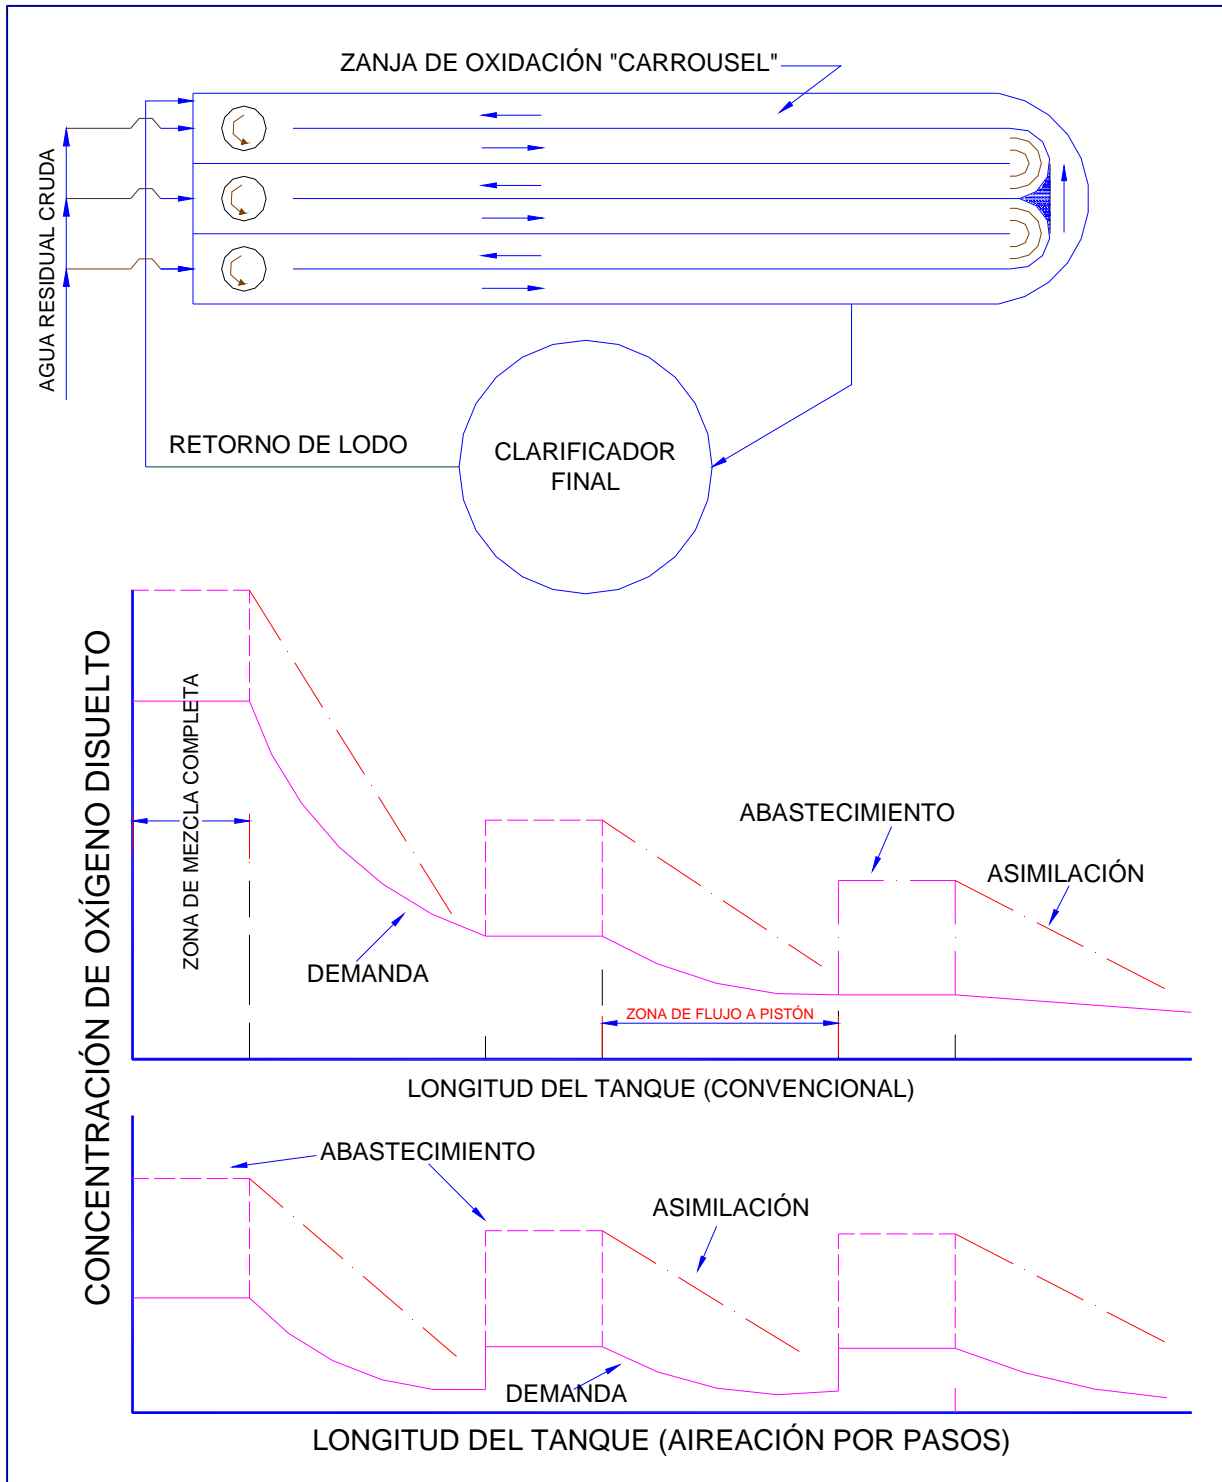 ZANJA DE OXIDACIÓN "CARROUSEL"
AGUA RESIDUAL CRUDA
RETORNO DE LODO
CLARIFICADOR
FINAL
CONCENTRACIÓN DE OXÍGENO DISUELTO
ZONA DE MEZCLA COMPLETA
DEMANDA
ABASTECIMIENTO
ASIMILACIÓN
ZONA DE FLUJO A PISTÓN
LONGITUD DEL TANQUE (CONVENCIONAL)
ABASTECIMIENTO
ASIMILACIÓN
DEMANDA
LONGITUD DEL TANQUE (AIREACIÓN POR PASOS)